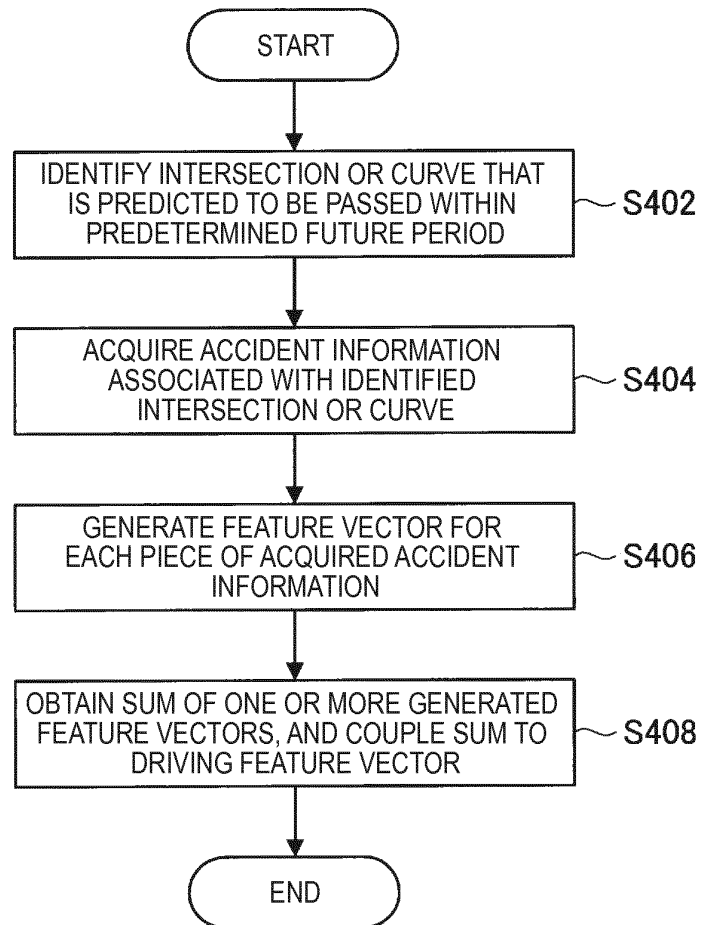 START
IDENTIFY INTERSECTION OR CURVE THAT
IS PREDICTED TO BE PASSED WITHIN
PREDETERMINED FUTURE PERIOD
S402
ACQUIRE ACCIDENT INFORMATION
ASSOCIATED WITH IDENTIFIED
INTERSECTION OR CURVE
S404
GENERATE FEATURE VECTOR FOR
EACH PIECE OF ACQUIRED ACCIDENT
INFORMATION
S406
OBTAIN SUM OF ONE OR MORE GENERATED
FEATURE VECTORS, AND COUPLE SUM TO
DRIVING FEATURE VECTOR
S408
END